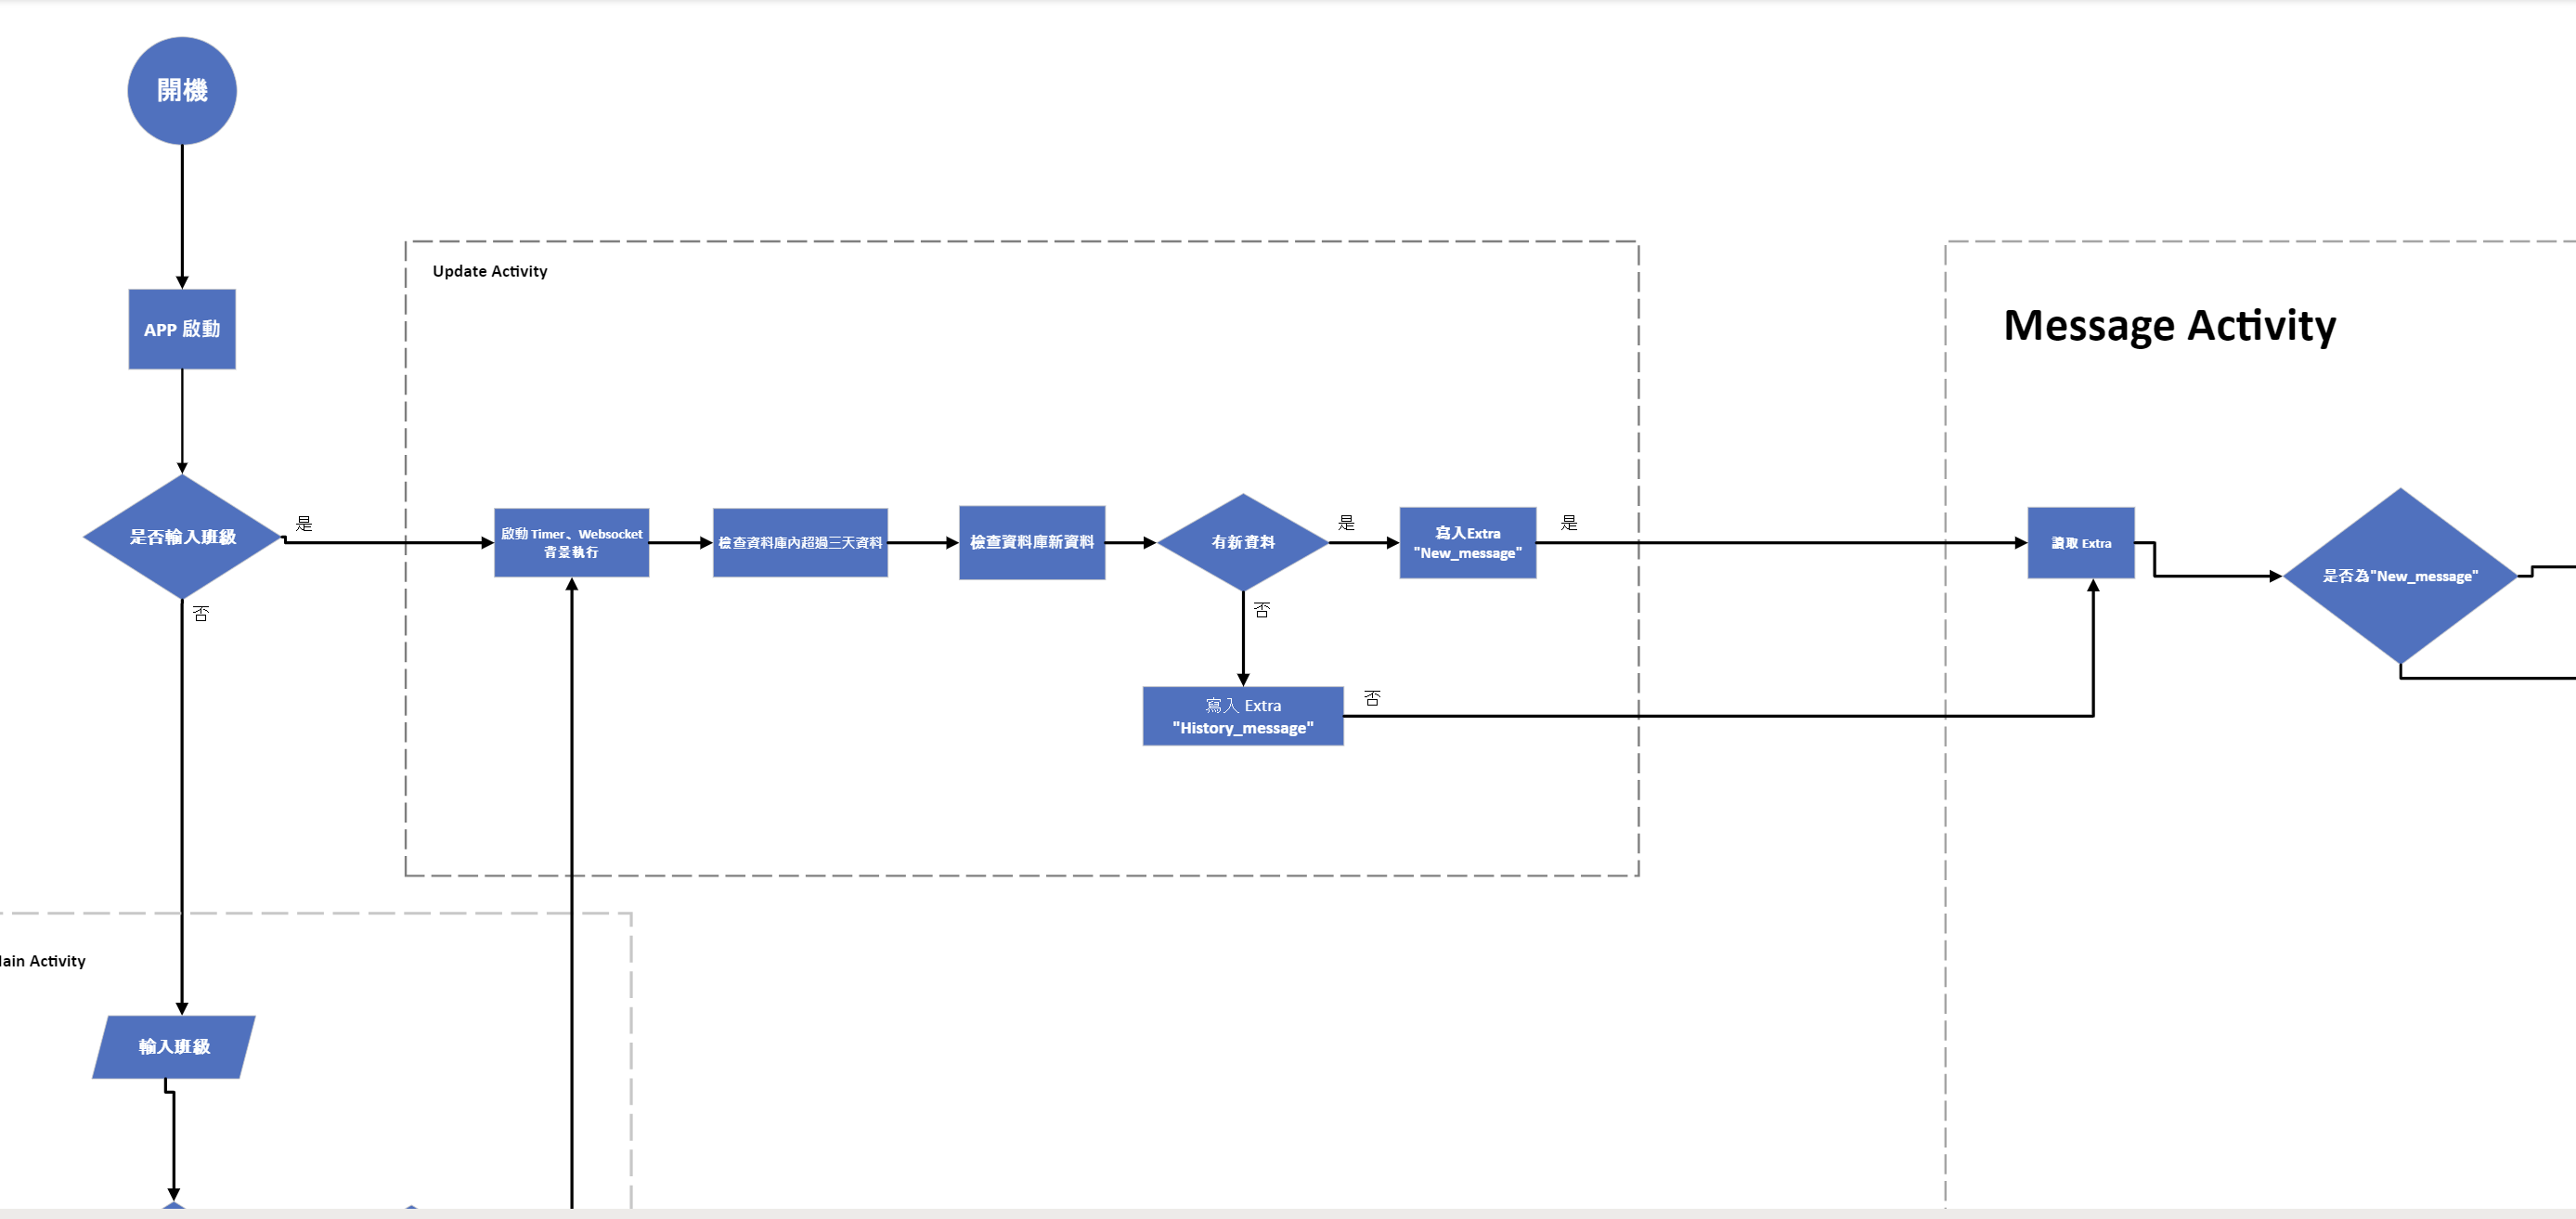 開機
APP 啟動
是否輸入班級
是
否
Update Activity
啟動 Timer、Websocket
背景執行
檢查資料庫內超過三天資料
檢查資料庫新資料
有新資料
是
否
寫入Extra
"New_message"
是
寫入 Extra
"History_message"
否
Message Activity
讀取 Extra
是否為"New_message"
ain Activity
輸入班級